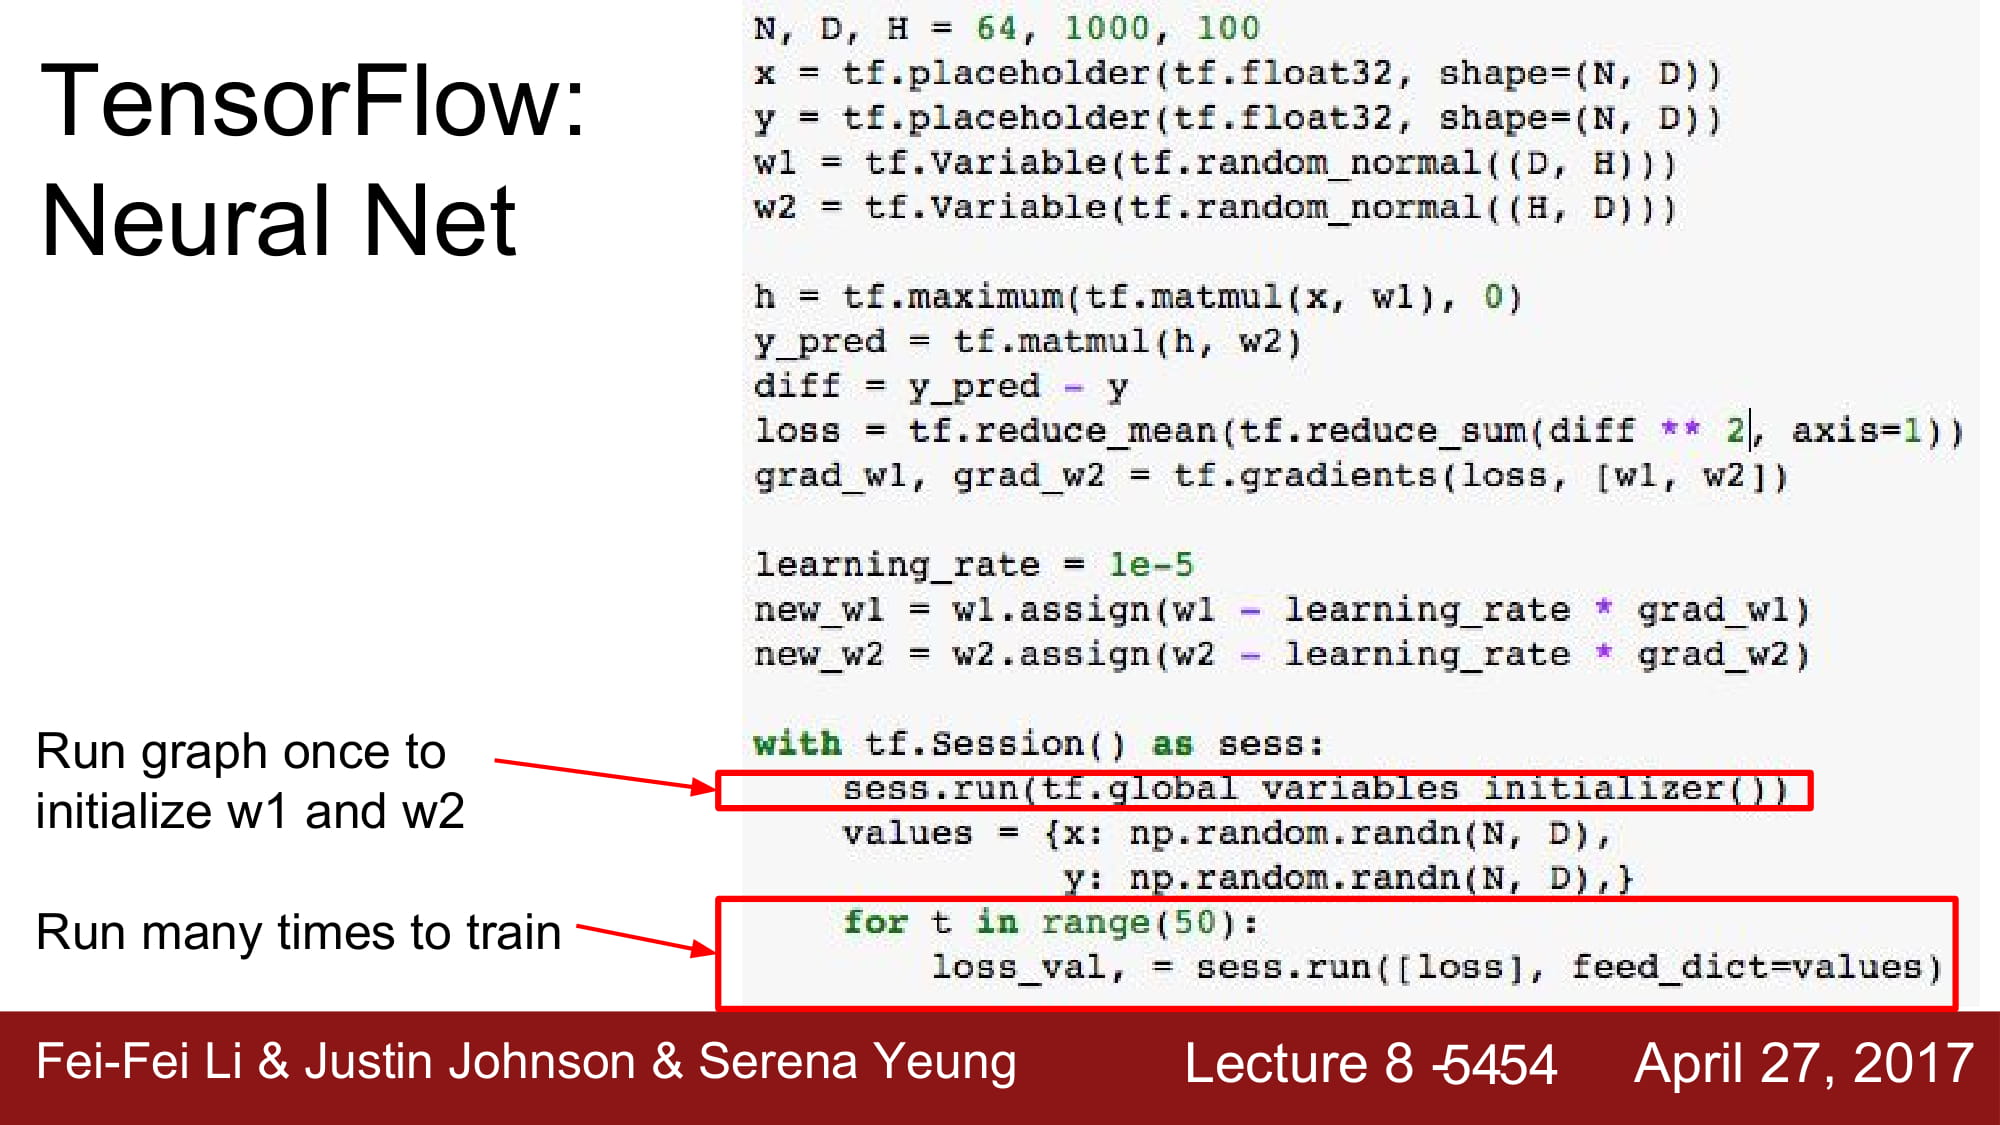 TensorFlow:
Neural Net
N, D, H = 64, 1000, 100
x = tf.placeholder(tf.float32, shape=(N, D))
y = tf.placeholder(tf.float32, shape=(N, D))
w1 = tf.Variable(tf.random_normal((D, H)))
w2 = tf.Variable(tf.random_normal((H, D)))
h = tf.maximum(tf.matmul(x, w1), 0)
y_pred = tf.matmul(h, w2)
diff = y_pred - y
loss = tf.reduce_mean(tf.reduce_sum(diff ** 2, axis=1))
grad_w1, grad_w2 = tf.gradients(loss, [w1, w2])
learning_rate = 1e-5
new_w1 = w1.assign(w1 - learning_rate * grad_w1)
new_w2 = w2.assign(w2 - learning_rate * grad_w2)
with tf.Session() as sess:
sess.run(tf.global_variables_initializer())
values = {x: np.random.randn(N, D),
y: np.random.randn(N, D),}
for t in range(50):
loss_val, = sess.run([loss], feed_dict=values)
Run graph once to
initialize w1 and w2
Run many times to train
Fei-Fei Li & Justin Johnson & Serena Yeung
Lecture 8 -5454
April 27, 2017